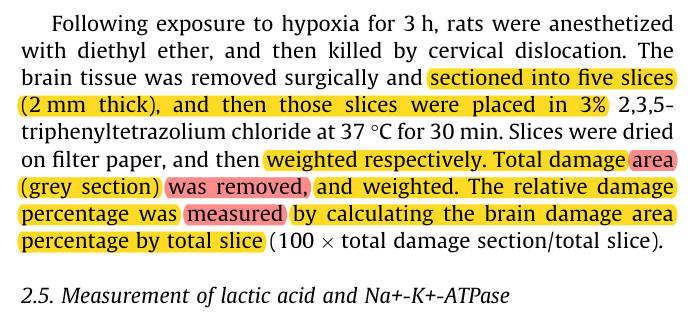 Following exposure to hypoxia for 3 h, rats were anesthetized
with diethyl ether, and then killed by cervical dislocation. The
brain tissue was removed surgically and sectioned into five slices
(2 mm thick), and then those slices were placed in 3% 2,3,5-
triphenyltetrazolium chloride at 37 °C for 30 min. Slices were dried
on filter paper, and then weighted respectively. Total damage area
(grey section) was removed, and weighted. The relative damage
percentage was measured by calculating the brain damage area
percentage by total slice (100 × total damage section/total slice).
2.5. Measurement of lactic acid and Na+-K+-ATPase